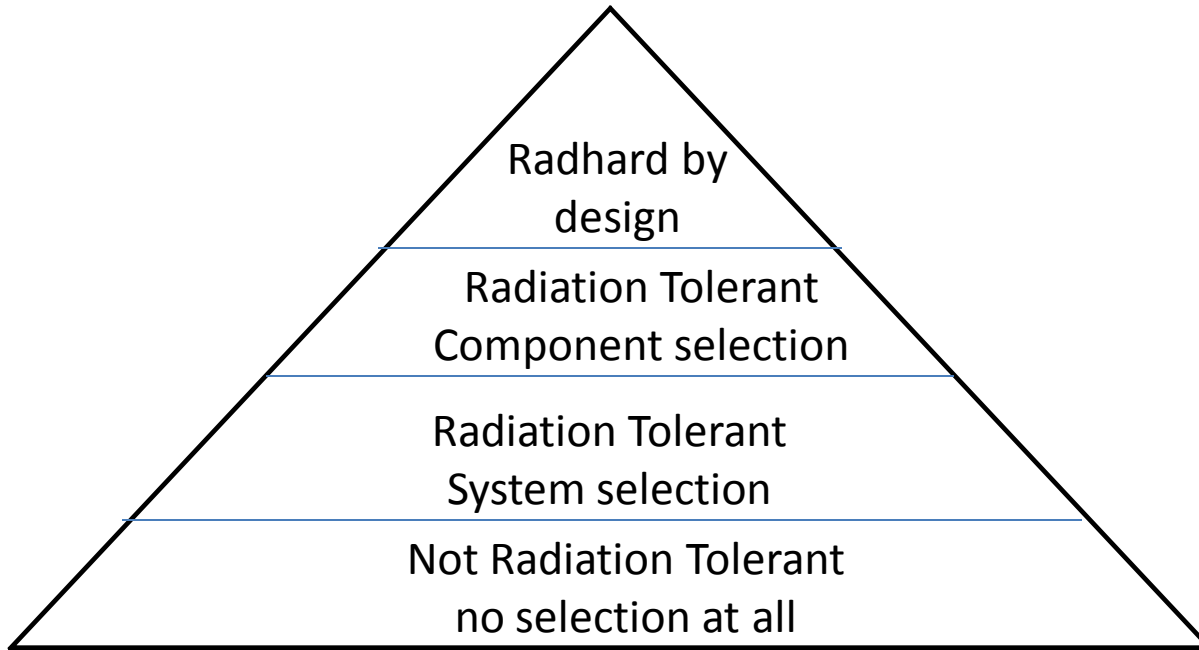 Radhard by
design
Radiation Tolerant
Component selection
Radiation Tolerant
System selection
Not Radiation Tolerant
no selection at all